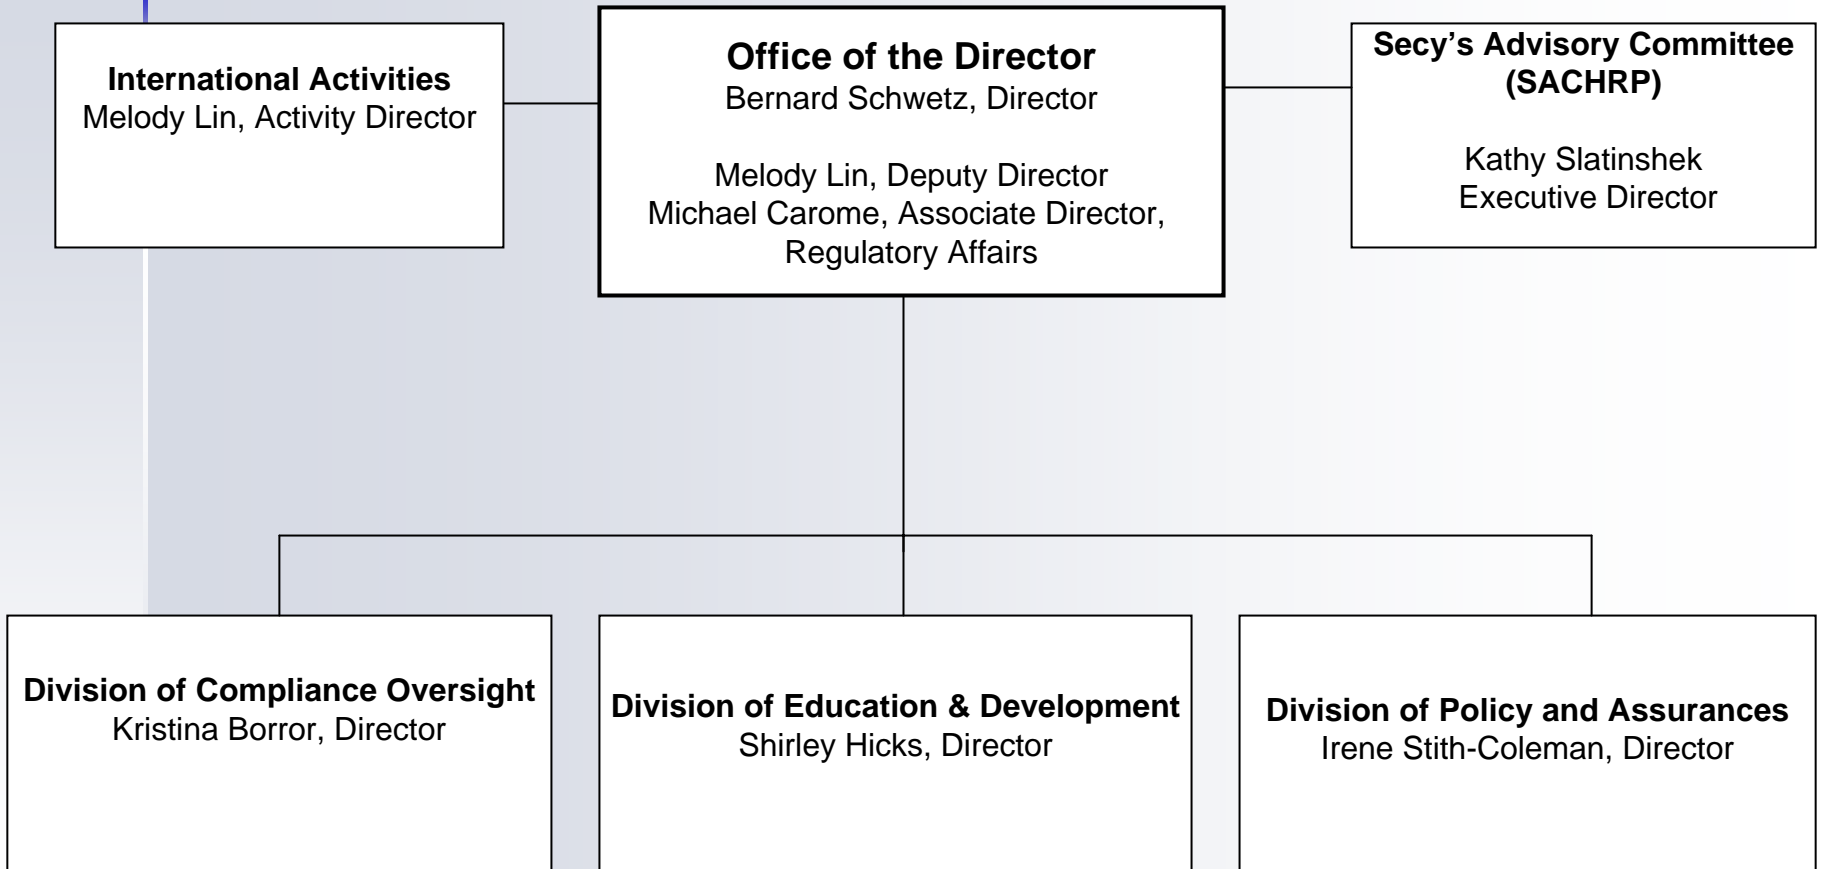 International Activities
Melody Lin, Activity Director
Office of the Director
Bernard Schwetz, Director
Melody Lin, Deputy Director
Michael Carome, Associate Director,
Regulatory Affairs
Secy’s Advisory Committee
(SACHRP)
Kathy Slatinshek
Executive Director
Division of Compliance Oversight
Kristina Borror, Director
Division of Education & Development
Shirley Hicks, Director
Division of Policy and Assurances
Irene Stith-Coleman, Director